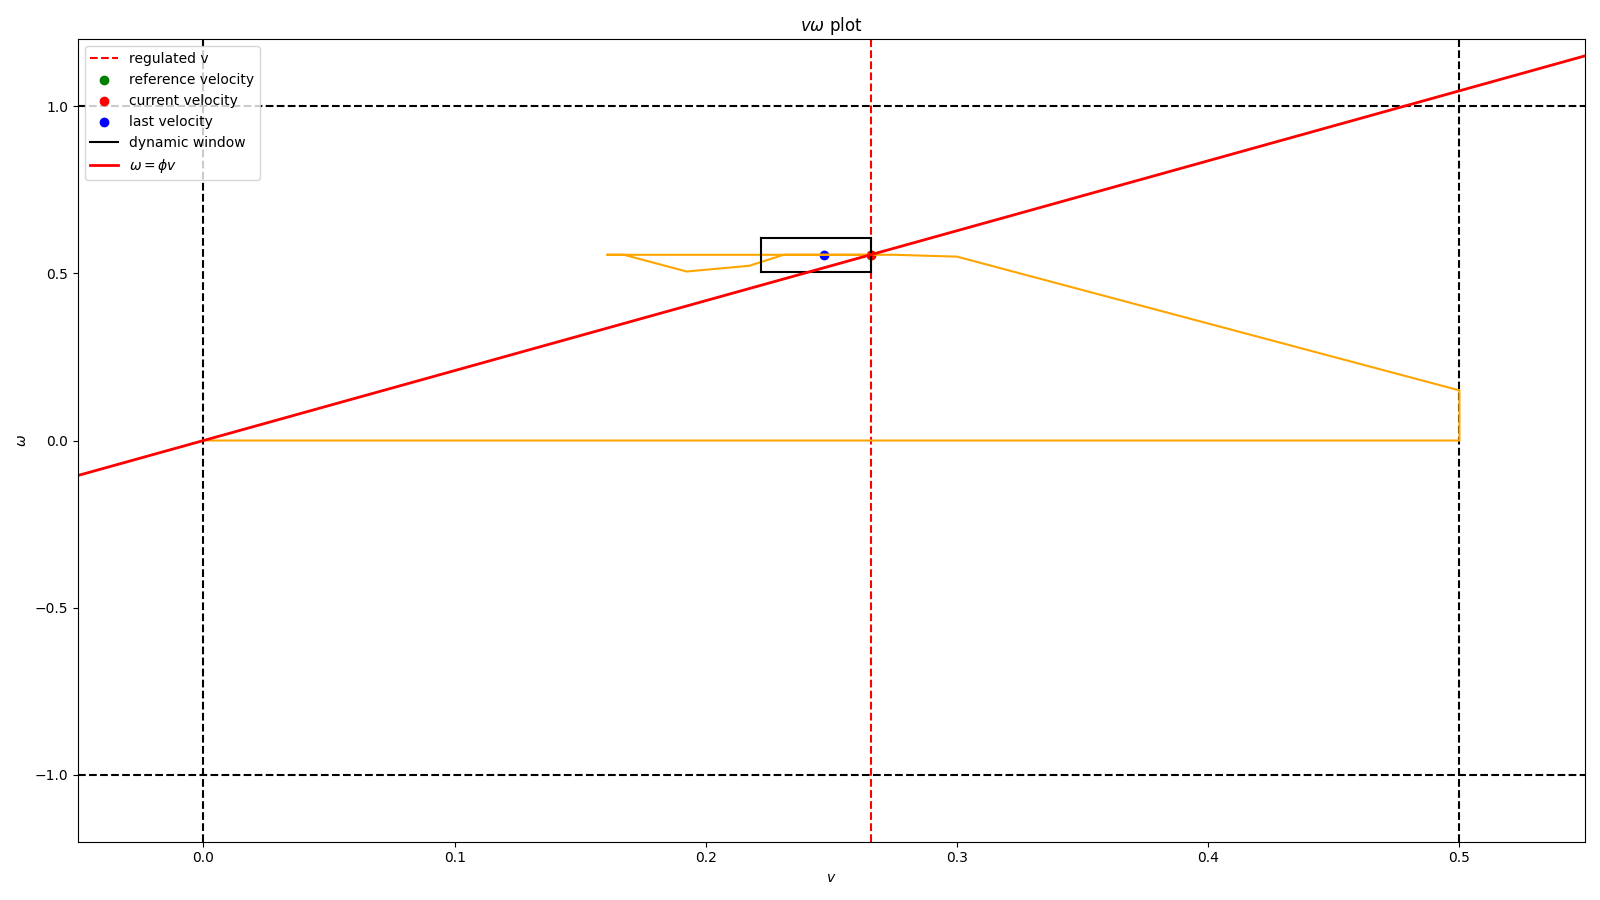 vω plot
regulated v
reference velocity
current velocity
last velocity
dynamic window
ω = ϕv
1.0
0.5
0.0
−0.5
−1.0
ω
0.0 0.1 0.2 0.3 0.4 0.5
v